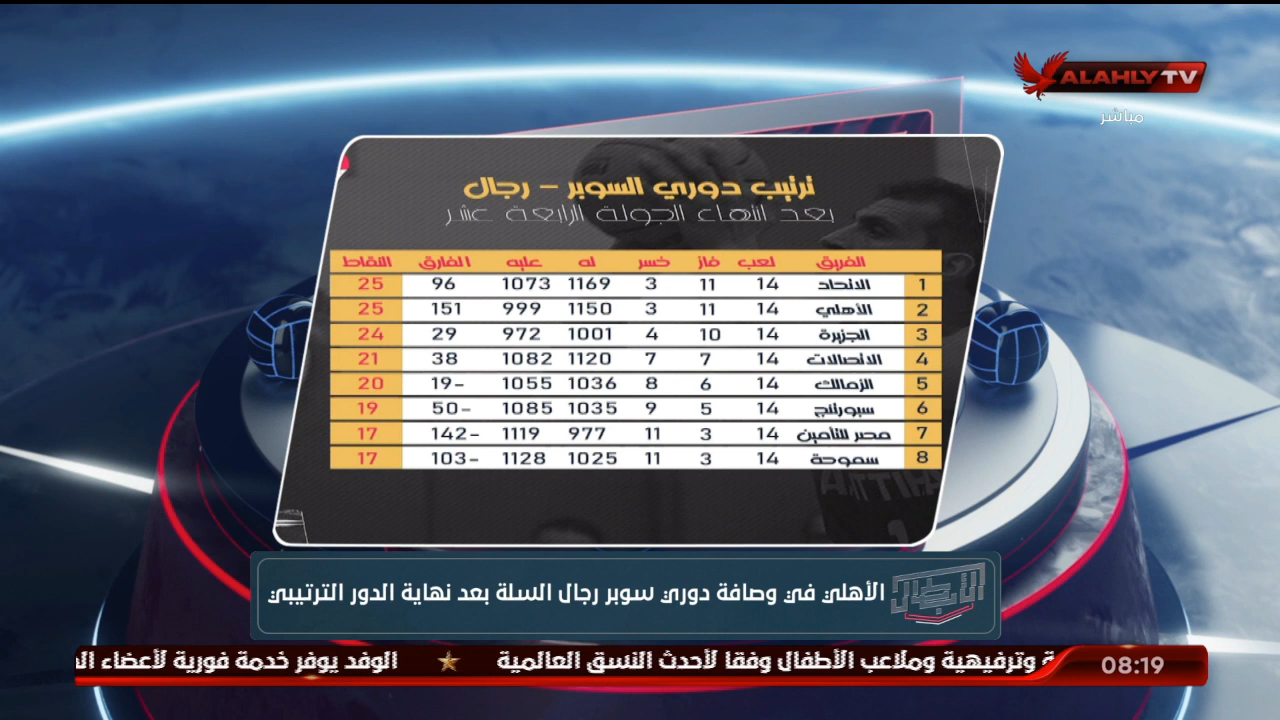 ALAHLY TV
مباشر
ترتيب دوري السوبر – رجال
بعد انتهاء الجولة الرابعة عشر
الفريق لعب فاز خسر له عليه الفارق النقاط
1 الاتحاد 14 11 3 1169 1073 96 25
2 الأهلي 14 11 3 1150 999 151 25
3 الجزيرة 14 10 4 1001 972 29 24
4 الاتصالات 14 7 7 1120 1082 38 21
5 الزمالك 14 6 8 1036 1055 19- 20
6 سبورتنج 14 5 9 1035 1085 50- 19
7 مصر للتأمين 14 3 11 977 1119 142- 17
8 سموحة 14 3 11 1025 1128 103- 17
ATTIHA
1
الأبطال
الأهلي في وصافة دوري سوبر رجال السلة بعد نهاية الدور الترتيبي
08:19
ة وترفيهية وملاعب الأطفال وفقا لأحدث النسق العالمية ★ الوفد يوفر خدمة فورية لأعضاء